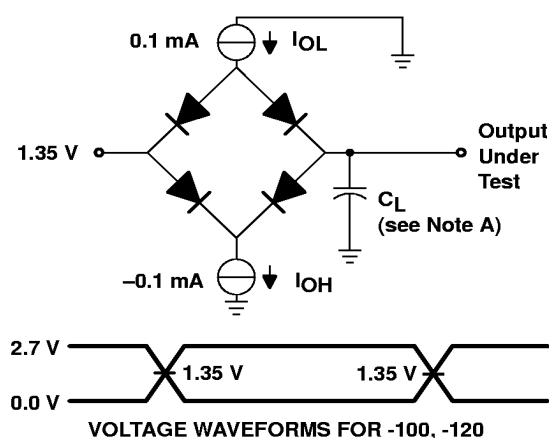 0.1 mA
IOL
1.35 V
Output
Under
Test
CL
(see Note A)
–0.1 mA
IOH
2.7 V
1.35 V
1.35 V
0.0 V
VOLTAGE WAVEFORMS FOR -100, -120